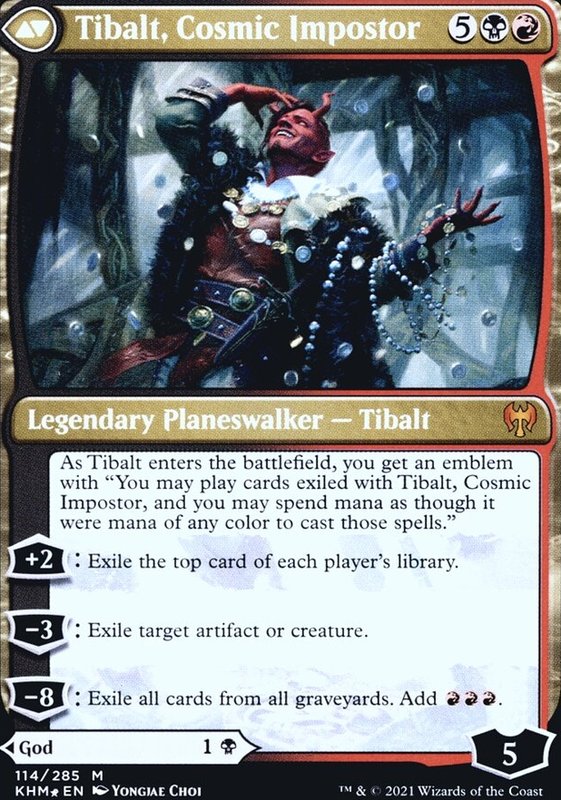 Tibalt, Cosmic Impostor 5
Legendary Planeswalker — Tibalt
As Tibalt enters the battlefield, you get an emblem
with “You may play cards exiled with Tibalt, Cosmic
Impostor, and you may spend mana as though it
were mana of any color to cast those spells.”
+2 : Exile the top card of each player’s library.
−3 : Exile target artifact or creature.
−8 : Exile all cards from all graveyards. Add .
God 1
5
114/285 M
KHM★EN Yongjae Choi
™ & © 2021 Wizards of the Coast